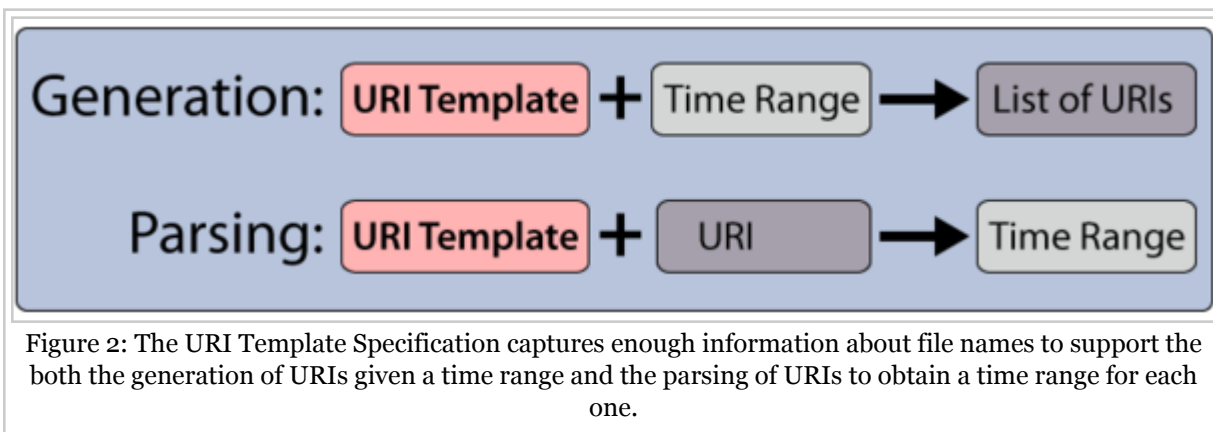 Generation: URI Template + Time Range → List of URIs
Parsing: URI Template + URI → Time Range
Figure 2: The URI Template Specification captures enough information about file names to support the
both the generation of URIs given a time range and the parsing of URIs to obtain a time range for each
one.